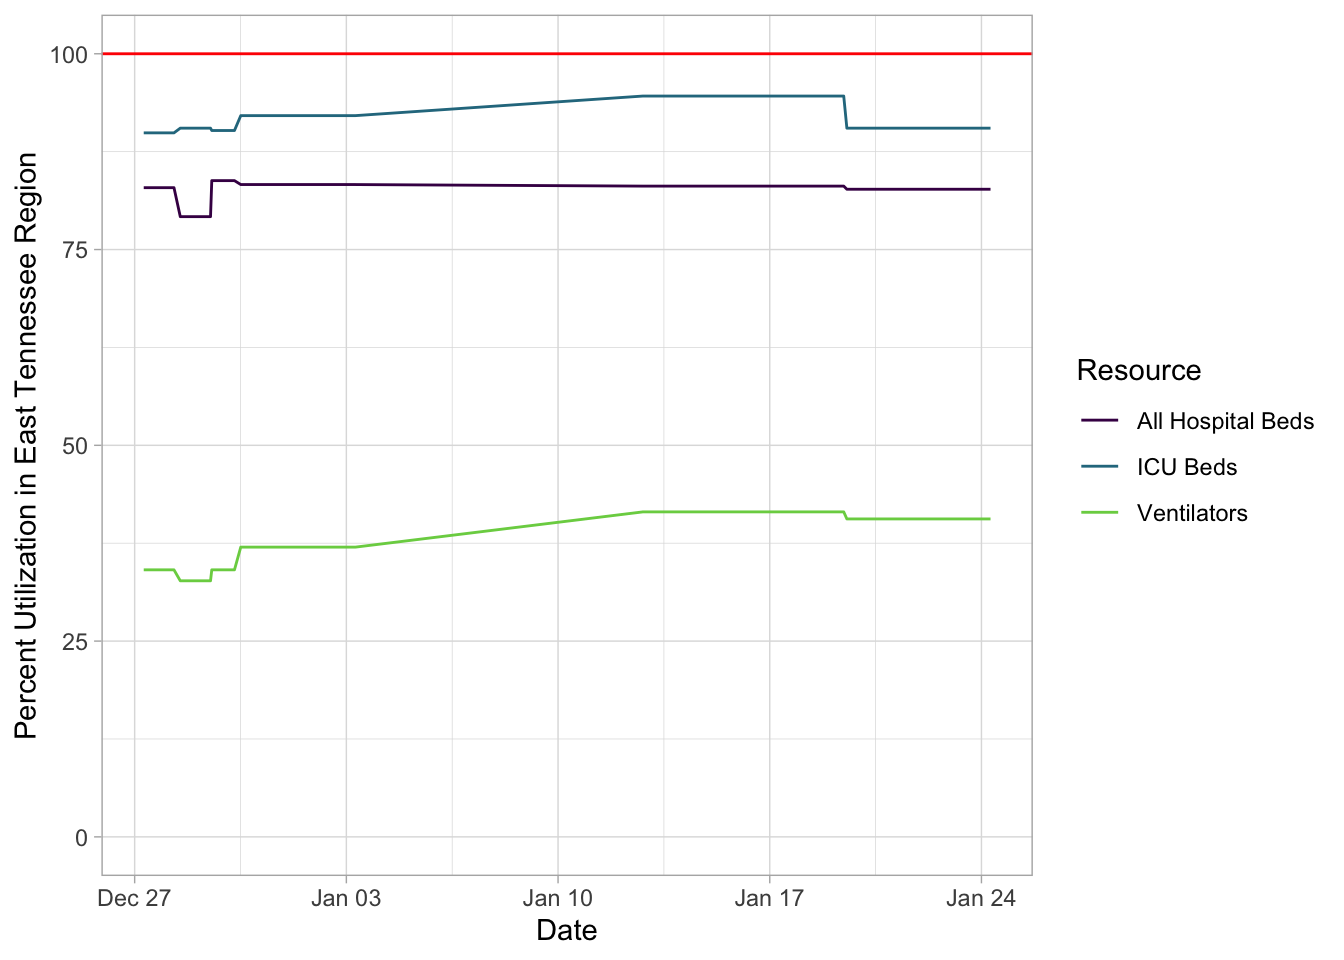 Percent Utilization in East Tennessee Region
100
75
50
25
0
Dec 27
Jan 03
Jan 10
Jan 17
Jan 24
Date
Resource
All Hospital Beds
ICU Beds
Ventilators